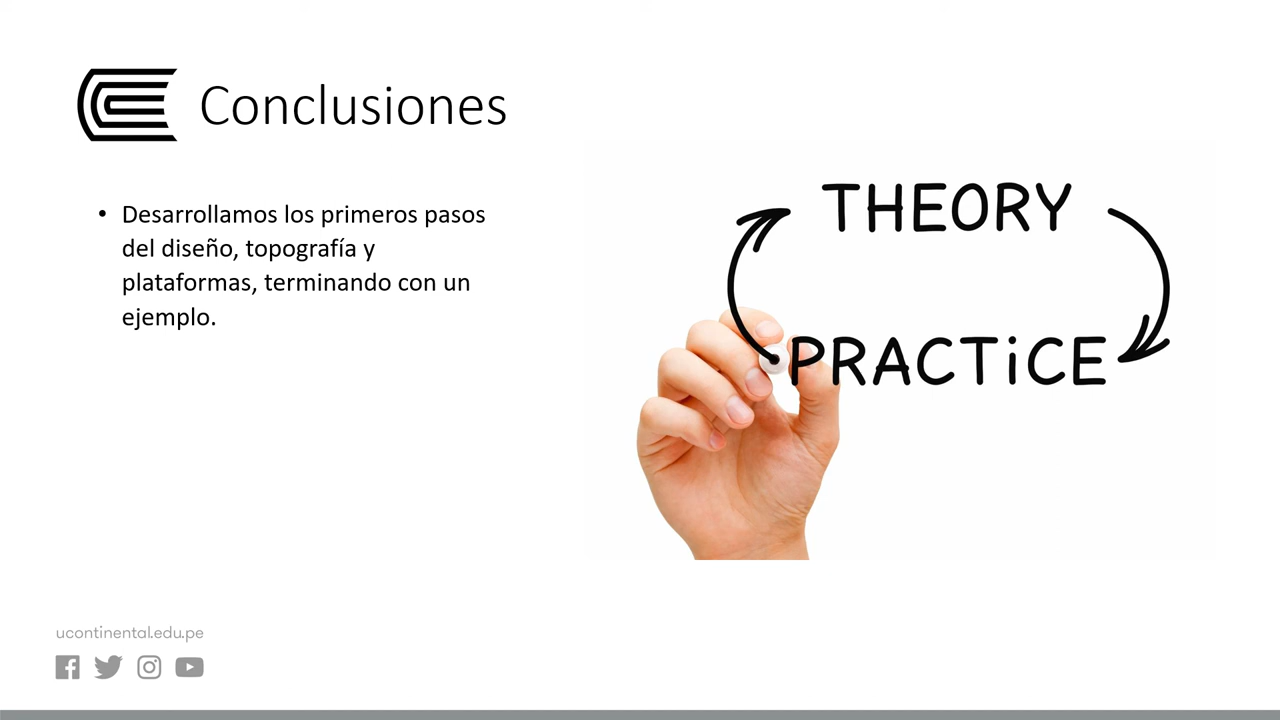 Conclusiones
• Desarrollamos los primeros pasos
del diseño, topografía y
plataformas, terminando con un
ejemplo.
THEORY
PRACTiCE
ucontinental.edu.pe